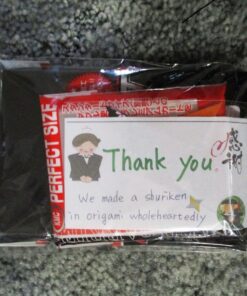 PERFECT SIZE
Thank you
感謝
We made a shuriken
in origami wholeheartedly